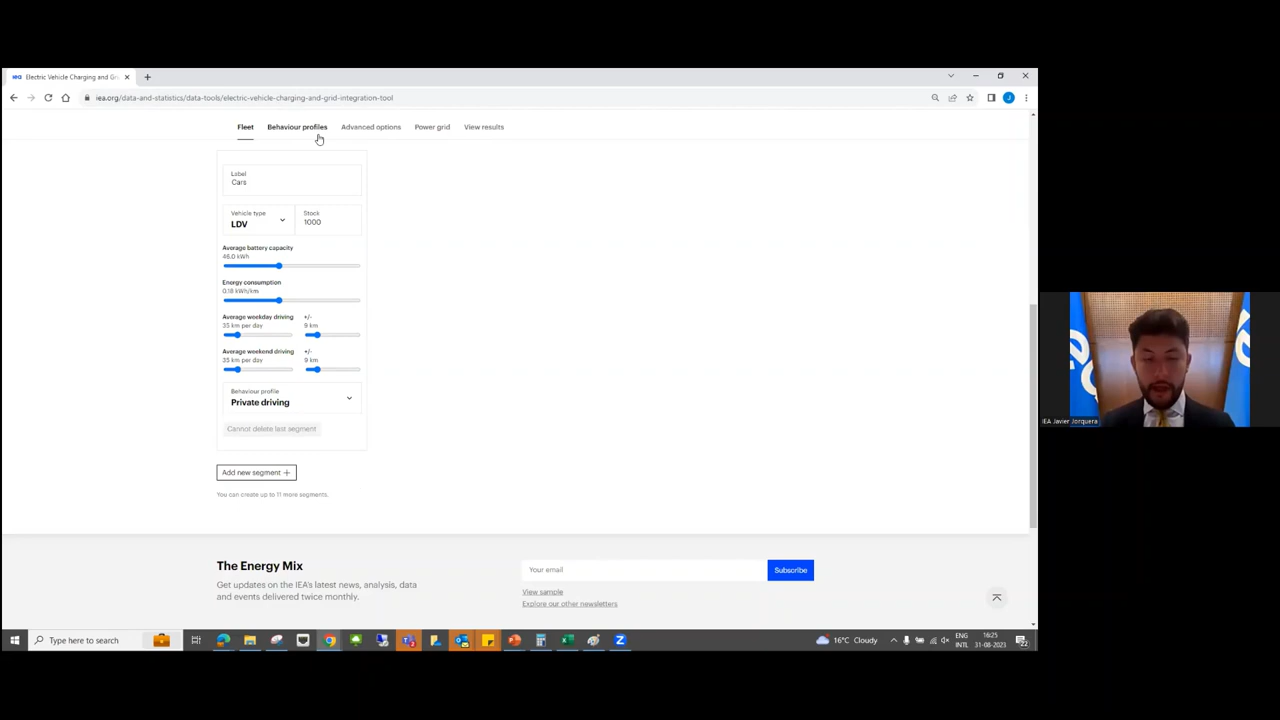 iea Electric Vehicle Charging and Gri
iea.org/data-and-statistics/data-tools/electric-vehicle-charging-and-grid-integration-tool
J
Fleet Behaviour profiles Advanced options Power grid View results
Label
Cars
Vehicle type
LDV
Stock
1000
Average battery capacity
46.0 kWh
Energy consumption
0.18 kWh/km
Average weekday driving +/-
35 km per day 9 km
Average weekend driving +/-
35 km per day 9 km
Behaviour profile
Private driving
Cannot delete last segment
Add new segment +
You can create up to 11 more segments.
The Energy Mix
Get updates on the IEA's latest news, analysis, data
and events delivered twice monthly.
Your email
Subscribe
View sample
Explore our other newsletters
IEA Javier Jorquera
Type here to search
16°C Cloudy
ENG
INTL
16:25
31-08-2023